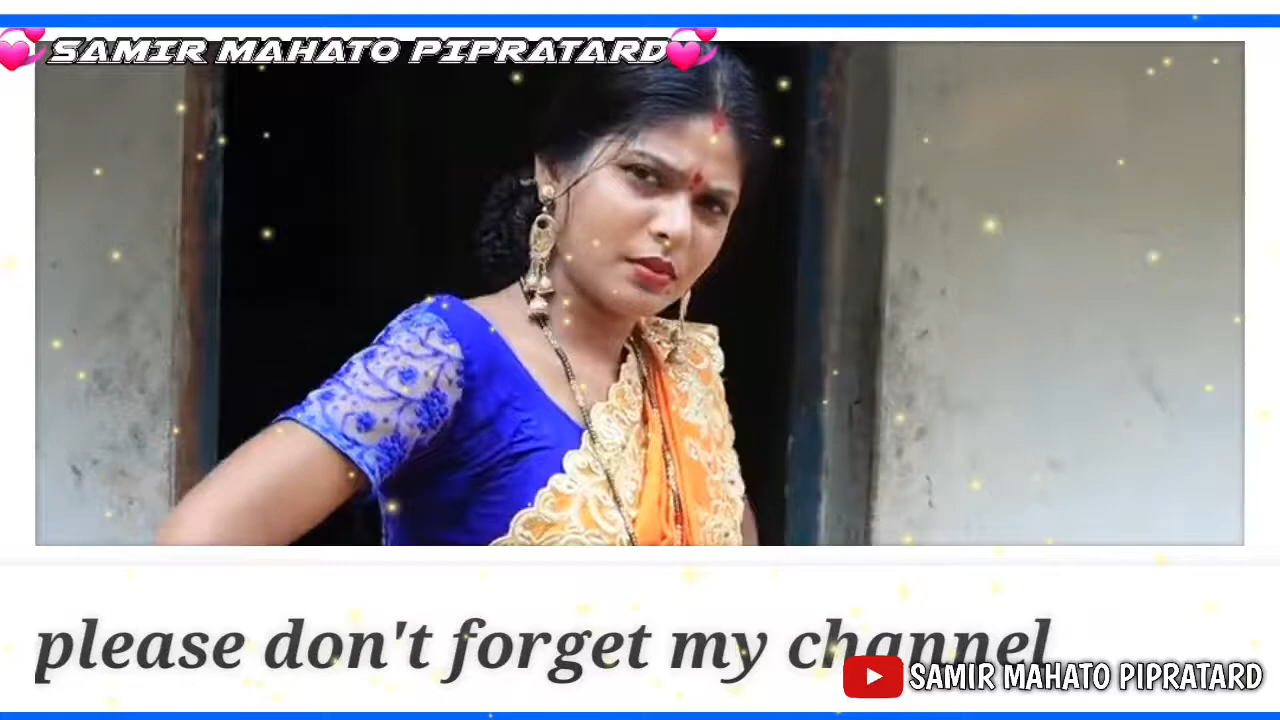 💞SAMIR MAHATO PIPRATARD💞
please don't forget my channel
SAMIR MAHATO PIPRATARD